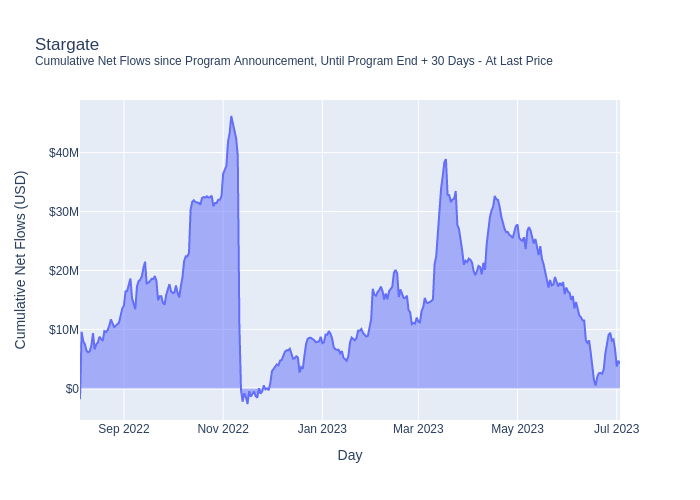 Stargate
Cumulative Net Flows since Program Announcement, Until Program End + 30 Days - At Last Price
Cumulative Net Flows (USD)
$40M
$30M
$20M
$10M
$0
Sep 2022
Nov 2022
Jan 2023
Mar 2023
May 2023
Jul 2023
Day